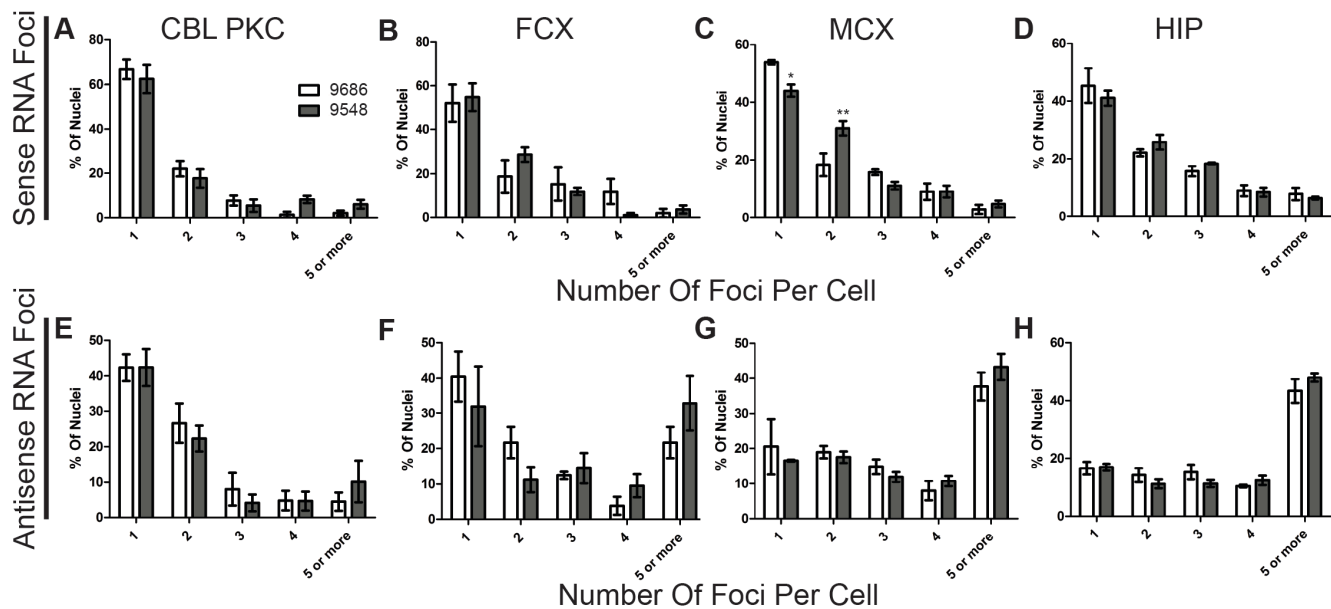 Sense RNA Foci
A CBL PKC
80
60
40
20
0
% Of Nuclei
9686
9548
1 2 3 4 5 or more
B FCX
80
60
40
20
0
% Of Nuclei
1 2 3 4 5 or more
C MCX
60
40
20
0
% Of Nuclei
*
**
1 2 3 4 5 or more
D HIP
60
40
20
0
% Of Nuclei
1 2 3 4 5 or more
Number Of Foci Per Cell
Antisense RNA Foci
E
50
40
30
20
10
0
% Of Nuclei
1 2 3 4 5 or more
F
50
40
30
20
10
0
% Of Nuclei
1 2 3 4 5 or more
G
50
40
30
20
10
0
% Of Nuclei
1 2 3 4 5 or more
H
60
40
20
0
% Of Nuclei
1 2 3 4 5 or more
Number Of Foci Per Cell